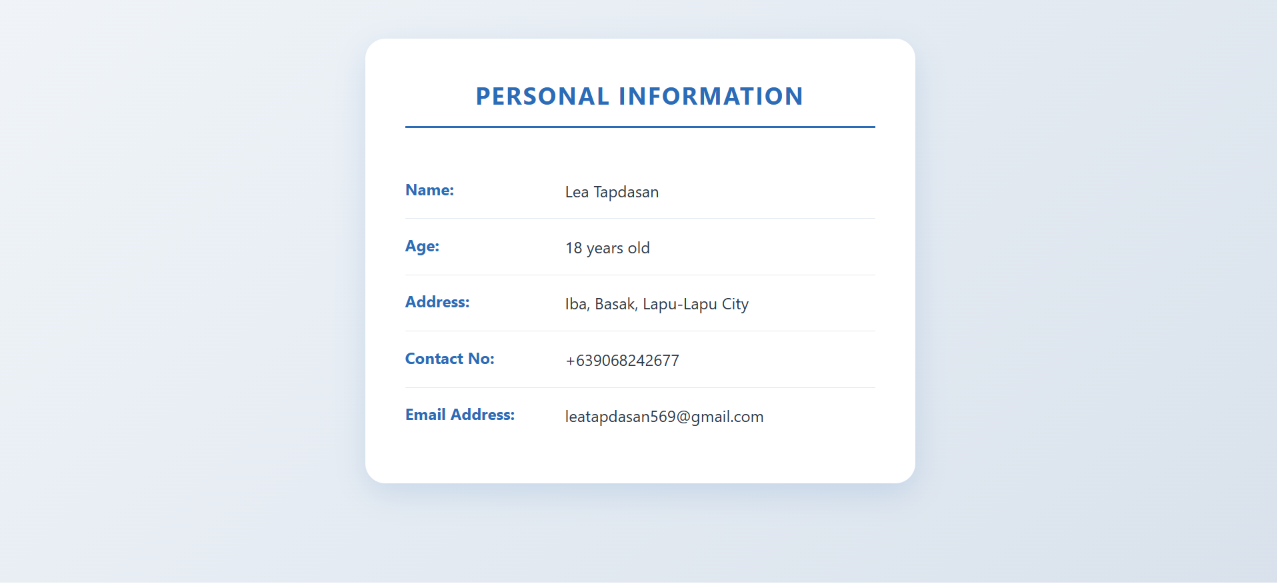 PERSONAL INFORMATION
Name: Lea Tapdasan
Age: 18 years old
Address: Iba, Basak, Lapu-Lapu City
Contact No: +639068242677
Email Address: leatapdasan569@gmail.com